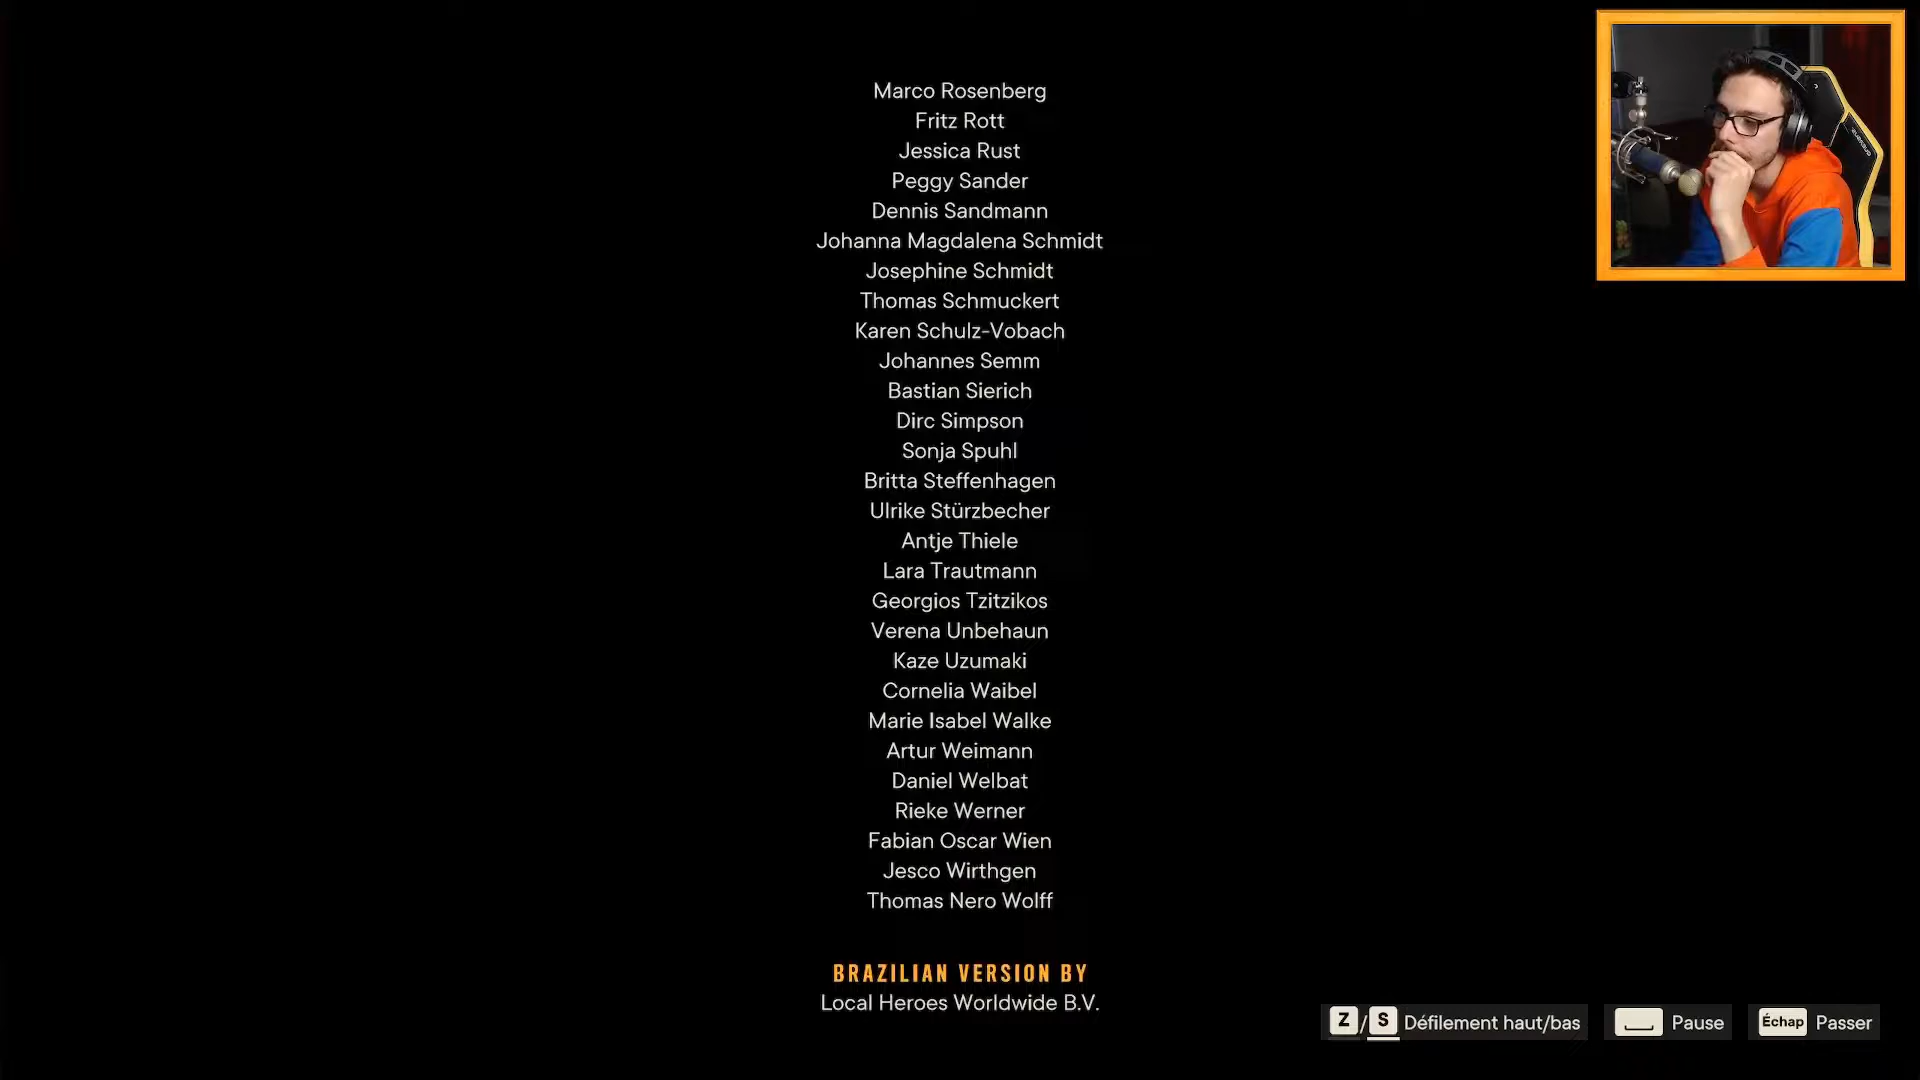 Marco Rosenberg
Fritz Rott
Jessica Rust
Peggy Sander
Dennis Sandmann
Johanna Magdalena Schmidt
Josephine Schmidt
Thomas Schmuckert
Karen Schulz-Vobach
Johannes Semm
Bastian Sierich
Dirc Simpson
Sonja Spuhl
Britta Steffenhagen
Ulrike Stürzbecher
Antje Thiele
Lara Trautmann
Georgios Tzitzikos
Verena Unbehaun
Kaze Uzumaki
Cornelia Waibel
Marie Isabel Walke
Artur Weimann
Daniel Welbat
Rieke Werner
Fabian Oscar Wien
Jesco Wirthgen
Thomas Nero Wolff
BRAZILIAN VERSION BY
Local Heroes Worldwide B.V.
Z/S Défilement haut/bas Pause Échap Passer